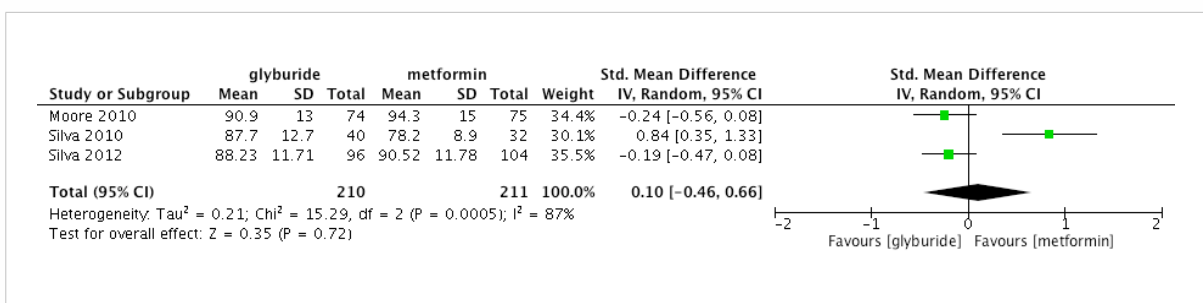 glyburide metformin Std. Mean Difference Std. Mean Difference
Study or Subgroup Mean SD Total Mean SD Total Weight IV, Random, 95% CI IV, Random, 95% CI
Moore 2010 90.9 13 74 94.3 15 75 34.4% -0.24 [-0.56, 0.08]
Silva 2010 87.7 12.7 40 78.2 8.9 32 30.1% 0.84 [0.35, 1.33]
Silva 2012 88.23 11.71 96 90.52 11.78 104 35.5% -0.19 [-0.47, 0.08]
Total (95% CI) 210 211 100.0% 0.10 [-0.46, 0.66]
Heterogeneity: Tau² = 0.21; Chi² = 15.29, df = 2 (P = 0.0005); I² = 87%
Test for overall effect: Z = 0.35 (P = 0.72)
-2 -1 0 1 2
Favours [glyburide] Favours [metformin]